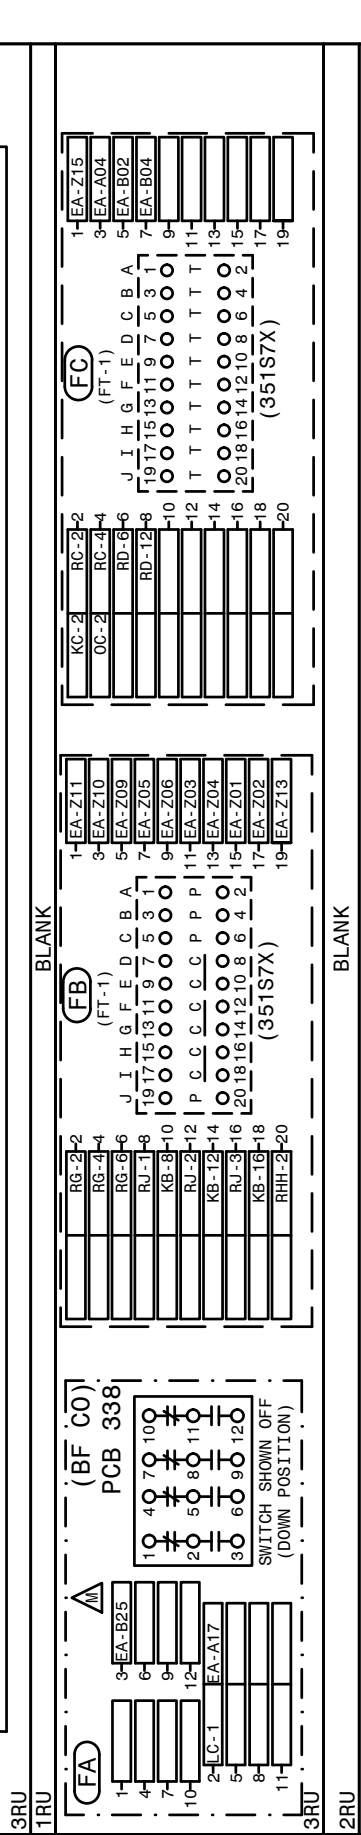 3RU
1RU
BLANK
FA
M
(BF CO)
PCB 338
1
3 EA-B25
4
6
7
9
10
12
2 LC-1 EA-A17
5
8
11
1 4 7 10
2 5 8 11
3 6 9 12
SWITCH SHOWN OFF
(DOWN POSITION)
FB
(FT-1)
RG-2 2
RG-4 4
RG-6 6
RJ-1 8
KB-8 10
RJ-2 12
KB-12 14
RJ-3 16
KB-16 18
RHH-2 20
J I H G F E D C B A
19 17 15 13 11 9 7 5 3 1
P C C C C C C P P P
20 18 16 14 12 10 8 6 4 2
(351S7X)
1 EA-Z11
3 EA-Z10
5 EA-Z09
7 EA-Z05
9 EA-Z06
11 EA-Z03
13 EA-Z04
15 EA-Z01
17 EA-Z02
19 EA-Z13
FC
(FT-1)
KC-2 RC-2 2
OC-2 RC-4 4
RD-6 6
RD-12 8
10
12
14
16
18
20
J I H G F E D C B A
19 17 15 13 11 9 7 5 3 1
T T T T T T T T T T
20 18 16 14 12 10 8 6 4 2
(351S7X)
1 EA-Z15
3 EA-A04
5 EA-B02
7 EA-B04
9
11
13
15
17
19
3RU
2RU
BLANK